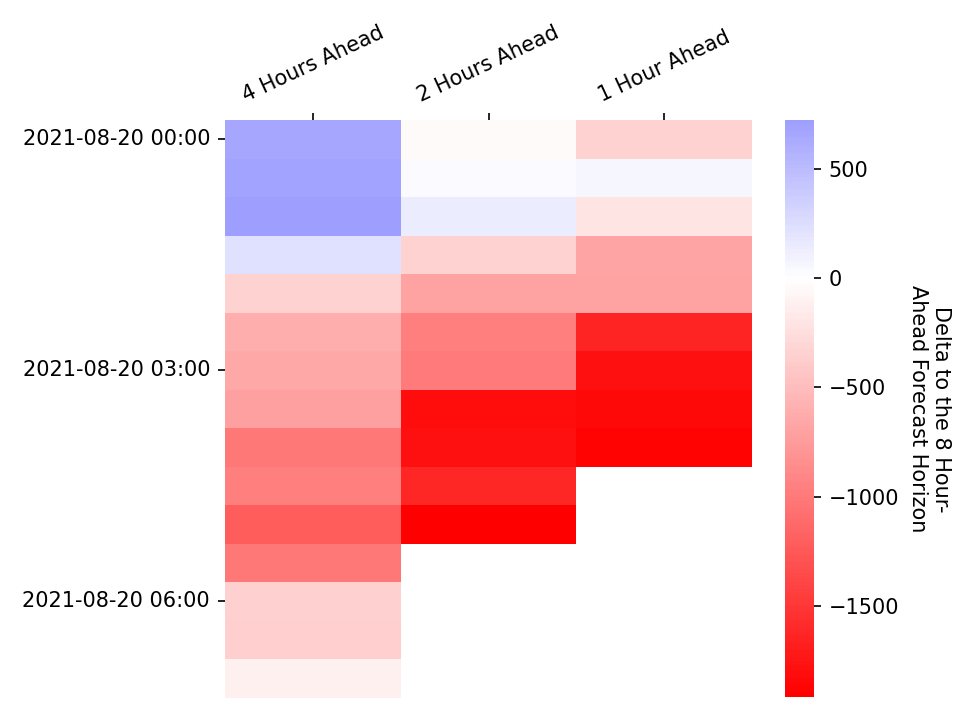 4 Hours Ahead
2 Hours Ahead
1 Hour Ahead
2021-08-20 00:00
2021-08-20 03:00
2021-08-20 06:00
500
0
−500
−1000
−1500
Delta to the 8 Hour-
Ahead Forecast Horizon